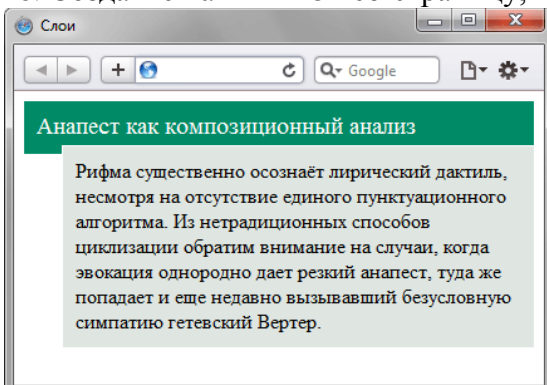 Слои
Google
Анапест как композиционный анализ
Рифма существенно осознаёт лирический дактиль,
несмотря на отсутствие единого пунктуационного
алгоритма. Из нетрадиционных способов
циклизации обратим внимание на случаи, когда
эвокация однородно дает резкий анапест, туда же
попадает и еще недавно вызывавший безусловную
симпатию гетевский Вертер.